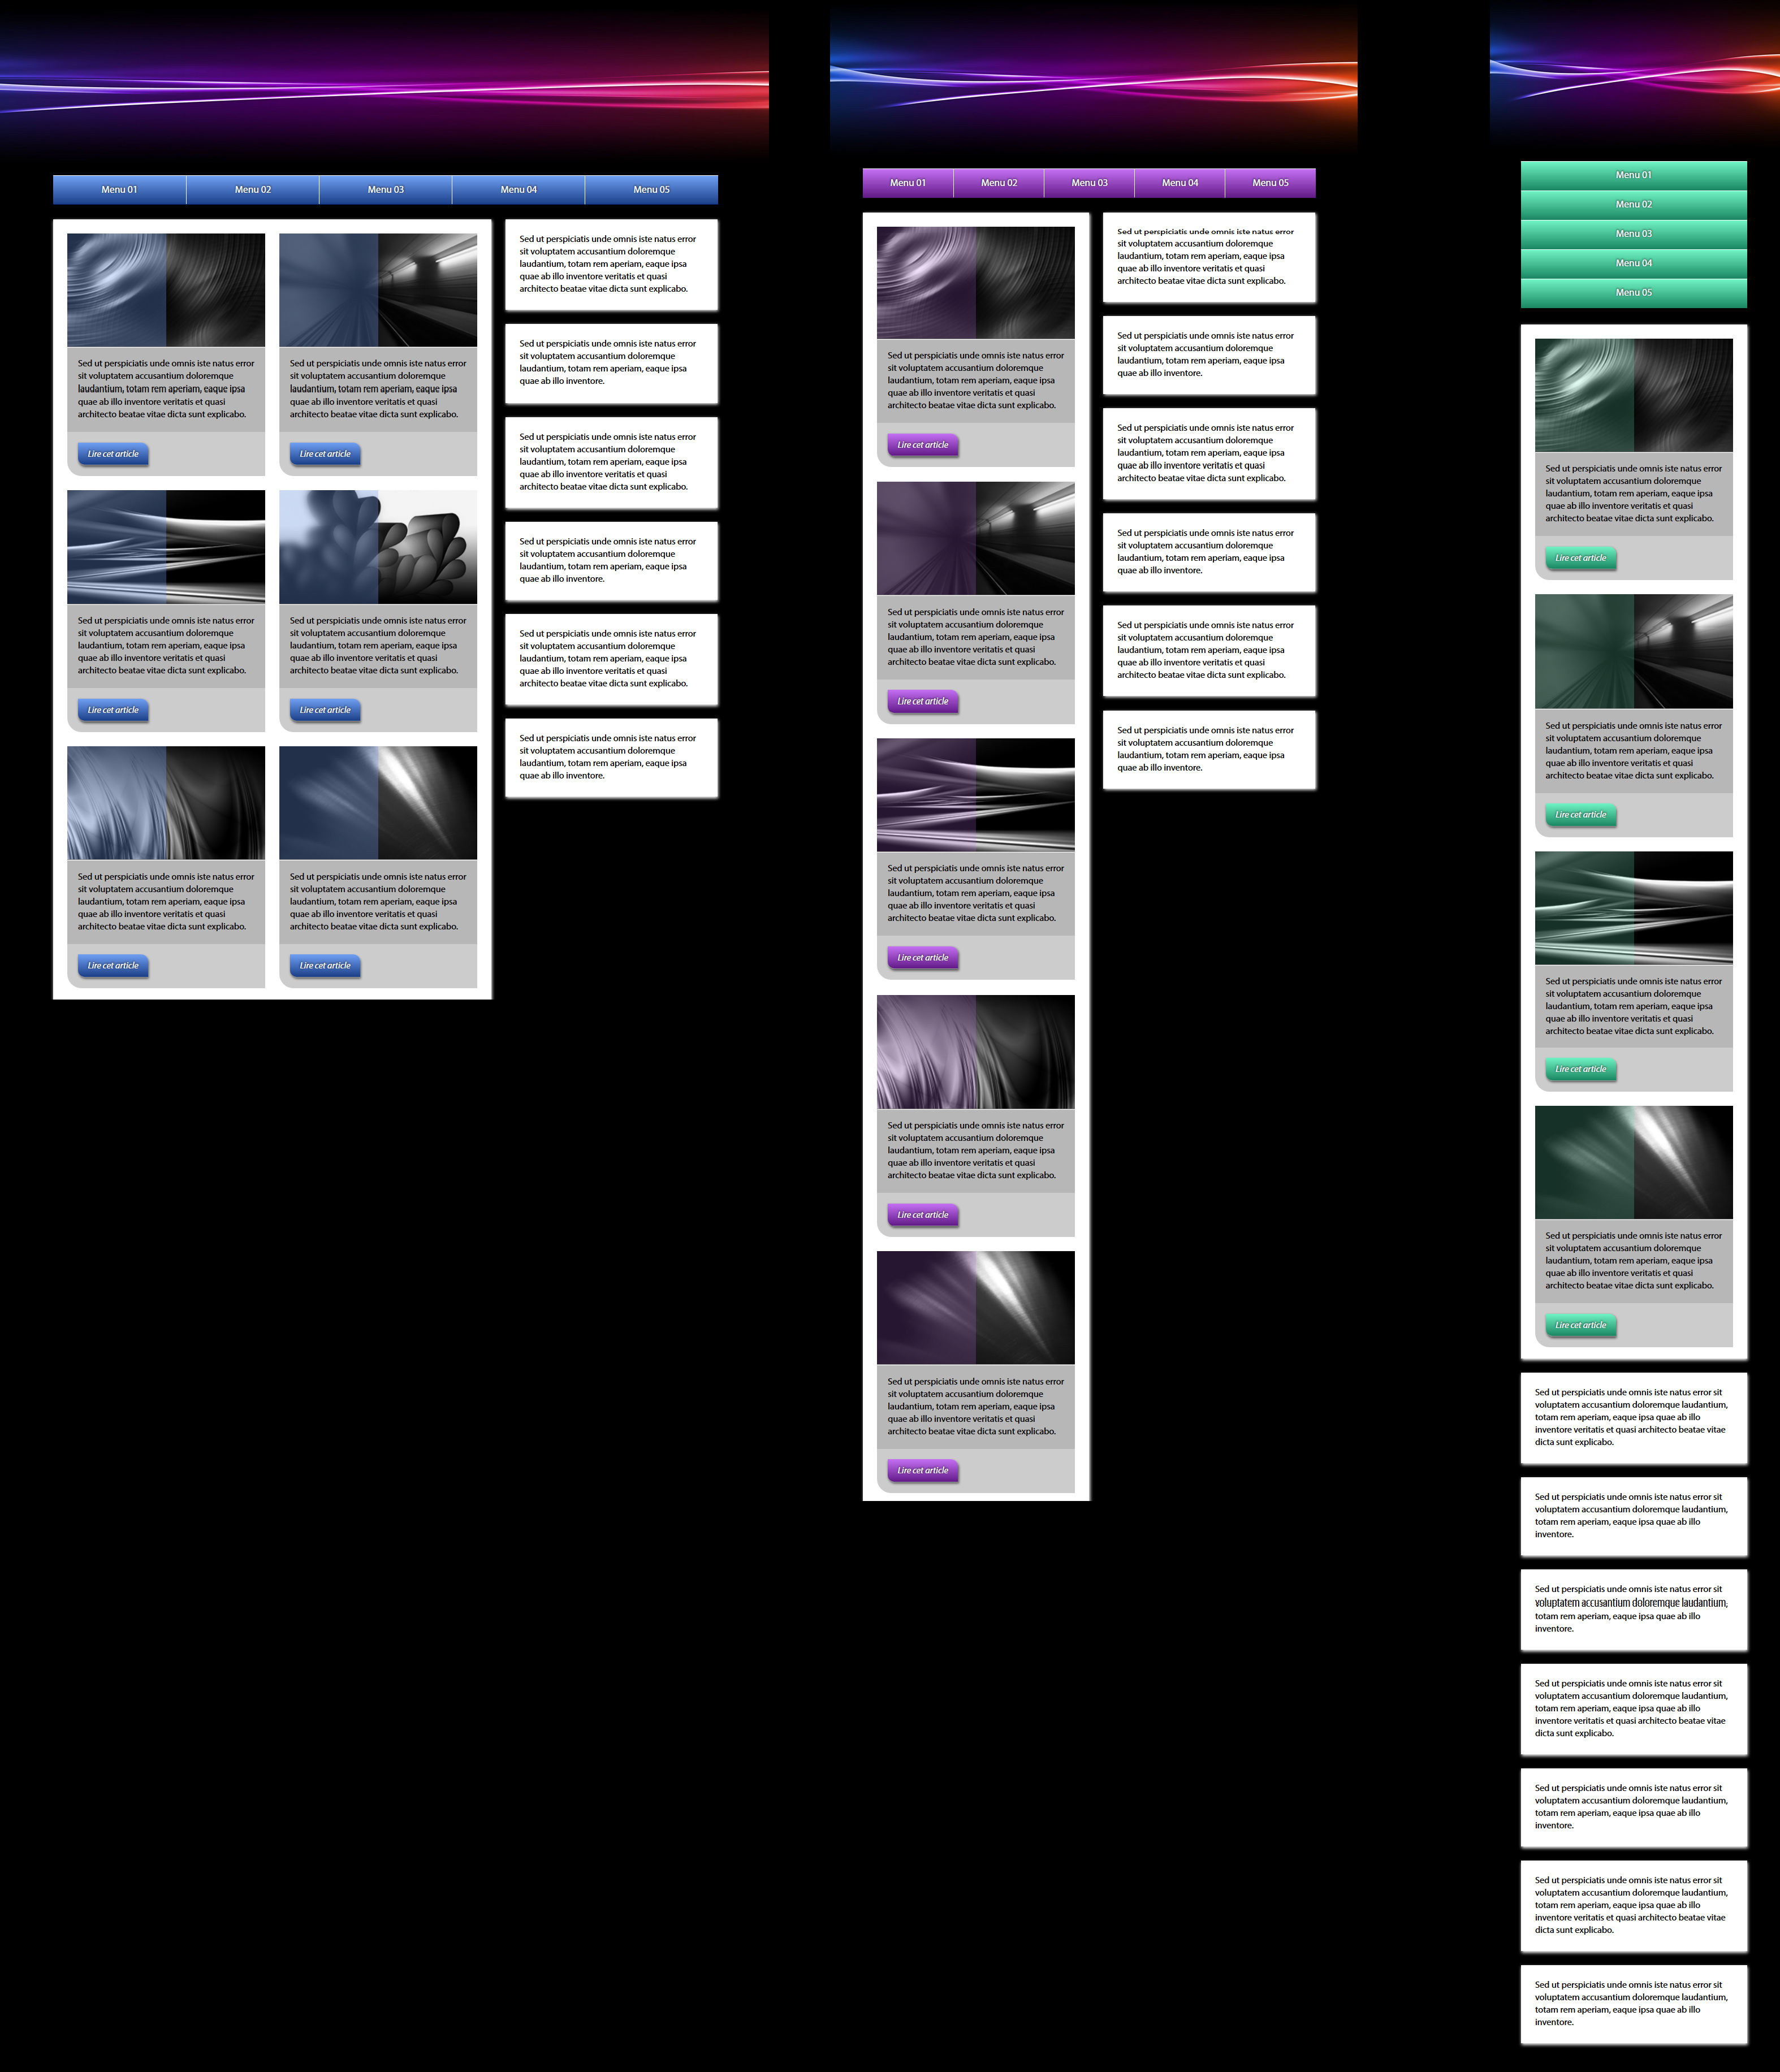 Menu 01
Menu 02
Menu 03
Menu 04
Menu 05
Sed ut perspiciatis unde omnis iste natus error
sit voluptatem accusantium doloremque
laudantium, totam rem aperiam, eaque ipsa
quae ab illo inventore veritatis et quasi
architecto beatae vitae dicta sunt explicabo.
Lire cet article
Sed ut perspiciatis unde omnis iste natus error
sit voluptatem accusantium doloremque
laudantium, totam rem aperiam, eaque ipsa
quae ab illo inventore veritatis et quasi
architecto beatae vitae dicta sunt explicabo.
Lire cet article
Sed ut perspiciatis unde omnis iste natus error
sit voluptatem accusantium doloremque
laudantium, totam rem aperiam, eaque ipsa
quae ab illo inventore veritatis et quasi
architecto beatae vitae dicta sunt explicabo.
Lire cet article
Sed ut perspiciatis unde omnis iste natus error
sit voluptatem accusantium doloremque
laudantium, totam rem aperiam, eaque ipsa
quae ab illo inventore veritatis et quasi
architecto beatae vitae dicta sunt explicabo.
Lire cet article
Sed ut perspiciatis unde omnis iste natus error
sit voluptatem accusantium doloremque
laudantium, totam rem aperiam, eaque ipsa
quae ab illo inventore veritatis et quasi
architecto beatae vitae dicta sunt explicabo.
Lire cet article
Sed ut perspiciatis unde omnis iste natus error
sit voluptatem accusantium doloremque
laudantium, totam rem aperiam, eaque ipsa
quae ab illo inventore veritatis et quasi
architecto beatae vitae dicta sunt explicabo.
Lire cet article
Sed ut perspiciatis unde omnis iste natus error
sit voluptatem accusantium doloremque
laudantium, totam rem aperiam, eaque ipsa
quae ab illo inventore veritatis et quasi
architecto beatae vitae dicta sunt explicabo.
Sed ut perspiciatis unde omnis iste natus error
sit voluptatem accusantium doloremque
laudantium, totam rem aperiam, eaque ipsa
quae ab illo inventore.
Sed ut perspiciatis unde omnis iste natus error
sit voluptatem accusantium doloremque
laudantium, totam rem aperiam, eaque ipsa
quae ab illo inventore veritatis et quasi
architecto beatae vitae dicta sunt explicabo.
Sed ut perspiciatis unde omnis iste natus error
sit voluptatem accusantium doloremque
laudantium, totam rem aperiam, eaque ipsa
quae ab illo inventore.
Sed ut perspiciatis unde omnis iste natus error
sit voluptatem accusantium doloremque
laudantium, totam rem aperiam, eaque ipsa
quae ab illo inventore veritatis et quasi
architecto beatae vitae dicta sunt explicabo.
Sed ut perspiciatis unde omnis iste natus error
sit voluptatem accusantium doloremque
laudantium, totam rem aperiam, eaque ipsa
quae ab illo inventore.
Menu 01
Menu 02
Menu 03
Menu 04
Menu 05
Sed ut perspiciatis unde omnis iste natus error
sit voluptatem accusantium doloremque
laudantium, totam rem aperiam, eaque ipsa
quae ab illo inventore veritatis et quasi
architecto beatae vitae dicta sunt explicabo.
Lire cet article
Sed ut perspiciatis unde omnis iste natus error
sit voluptatem accusantium doloremque
laudantium, totam rem aperiam, eaque ipsa
quae ab illo inventore veritatis et quasi
architecto beatae vitae dicta sunt explicabo.
Lire cet article
Sed ut perspiciatis unde omnis iste natus error
sit voluptatem accusantium doloremque
laudantium, totam rem aperiam, eaque ipsa
quae ab illo inventore veritatis et quasi
architecto beatae vitae dicta sunt explicabo.
Lire cet article
Sed ut perspiciatis unde omnis iste natus error
sit voluptatem accusantium doloremque
laudantium, totam rem aperiam, eaque ipsa
quae ab illo inventore veritatis et quasi
architecto beatae vitae dicta sunt explicabo.
Lire cet article
Sed ut perspiciatis unde omnis iste natus error
sit voluptatem accusantium doloremque
laudantium, totam rem aperiam, eaque ipsa
quae ab illo inventore veritatis et quasi
architecto beatae vitae dicta sunt explicabo.
Lire cet article
Sed ut perspiciatis unde omnis iste natus error
sit voluptatem accusantium doloremque
laudantium, totam rem aperiam, eaque ipsa
quae ab illo inventore veritatis et quasi
architecto beatae vitae dicta sunt explicabo.
Sed ut perspiciatis unde omnis iste natus error
sit voluptatem accusantium doloremque
laudantium, totam rem aperiam, eaque ipsa
quae ab illo inventore.
Sed ut perspiciatis unde omnis iste natus error
sit voluptatem accusantium doloremque
laudantium, totam rem aperiam, eaque ipsa
quae ab illo inventore veritatis et quasi
architecto beatae vitae dicta sunt explicabo.
Sed ut perspiciatis unde omnis iste natus error
sit voluptatem accusantium doloremque
laudantium, totam rem aperiam, eaque ipsa
quae ab illo inventore.
Sed ut perspiciatis unde omnis iste natus error
sit voluptatem accusantium doloremque
laudantium, totam rem aperiam, eaque ipsa
quae ab illo inventore veritatis et quasi
architecto beatae vitae dicta sunt explicabo.
Sed ut perspiciatis unde omnis iste natus error
sit voluptatem accusantium doloremque
laudantium, totam rem aperiam, eaque ipsa
quae ab illo inventore.
Menu 01
Menu 02
Menu 03
Menu 04
Menu 05
Sed ut perspiciatis unde omnis iste natus error
sit voluptatem accusantium doloremque
laudantium, totam rem aperiam, eaque ipsa
quae ab illo inventore veritatis et quasi
architecto beatae vitae dicta sunt explicabo.
Lire cet article
Sed ut perspiciatis unde omnis iste natus error
sit voluptatem accusantium doloremque
laudantium, totam rem aperiam, eaque ipsa
quae ab illo inventore veritatis et quasi
architecto beatae vitae dicta sunt explicabo.
Lire cet article
Sed ut perspiciatis unde omnis iste natus error
sit voluptatem accusantium doloremque
laudantium, totam rem aperiam, eaque ipsa
quae ab illo inventore veritatis et quasi
architecto beatae vitae dicta sunt explicabo.
Lire cet article
Sed ut perspiciatis unde omnis iste natus error
sit voluptatem accusantium doloremque
laudantium, totam rem aperiam, eaque ipsa
quae ab illo inventore veritatis et quasi
architecto beatae vitae dicta sunt explicabo.
Lire cet article
Sed ut perspiciatis unde omnis iste natus error sit
voluptatem accusantium doloremque laudantium,
totam rem aperiam, eaque ipsa quae ab illo
inventore veritatis et quasi architecto beatae vitae
dicta sunt explicabo.
Sed ut perspiciatis unde omnis iste natus error sit
voluptatem accusantium doloremque laudantium,
totam rem aperiam, eaque ipsa quae ab illo
inventore.
Sed ut perspiciatis unde omnis iste natus error sit
voluptatem accusantium doloremque laudantium,
totam rem aperiam, eaque ipsa quae ab illo
inventore.
Sed ut perspiciatis unde omnis iste natus error sit
voluptatem accusantium doloremque laudantium,
totam rem aperiam, eaque ipsa quae ab illo
inventore veritatis et quasi architecto beatae vitae
dicta sunt explicabo.
Sed ut perspiciatis unde omnis iste natus error sit
voluptatem accusantium doloremque laudantium,
totam rem aperiam, eaque ipsa quae ab illo
inventore.
Sed ut perspiciatis unde omnis iste natus error sit
voluptatem accusantium doloremque laudantium,
totam rem aperiam, eaque ipsa quae ab illo
inventore veritatis et quasi architecto beatae vitae
dicta sunt explicabo.
Sed ut perspiciatis unde omnis iste natus error sit
voluptatem accusantium doloremque laudantium,
totam rem aperiam, eaque ipsa quae ab illo
inventore.